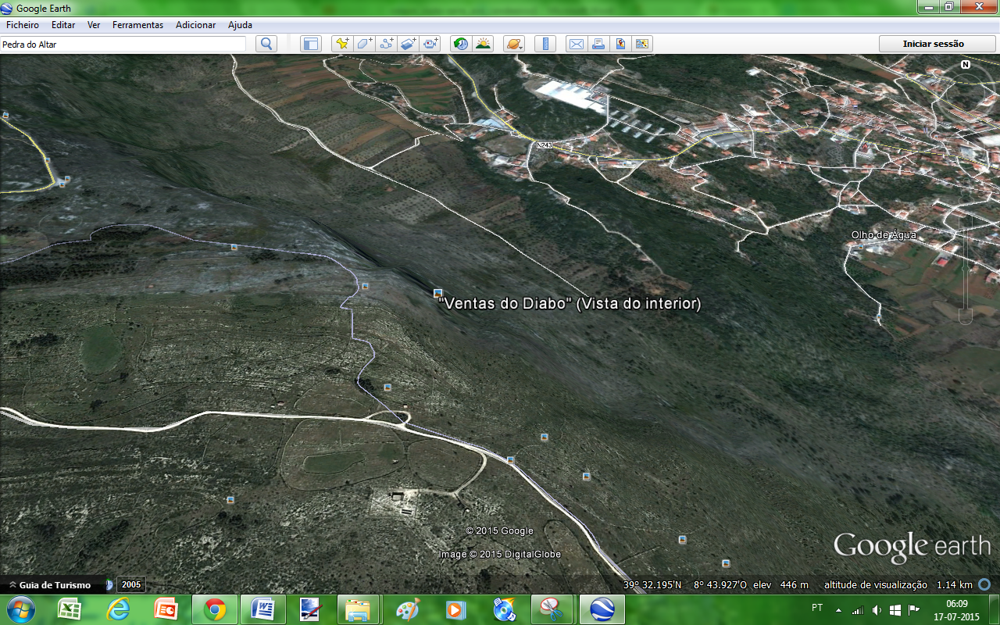 Google Earth
Ficheiro Editar Ver Ferramentas Adicionar Ajuda
Pedra do Altar
Iniciar sessão
N
N243
Olho de Água
"Ventas do Diabo" (Vista do interior)
© 2015 Google
Image © 2015 DigitalGlobe
Google earth
Guia de Turismo 2005
39° 32.195'N 8° 43.927'O elev 446 m altitude de visualização 1.14 km
PT 06:09
17-07-2015